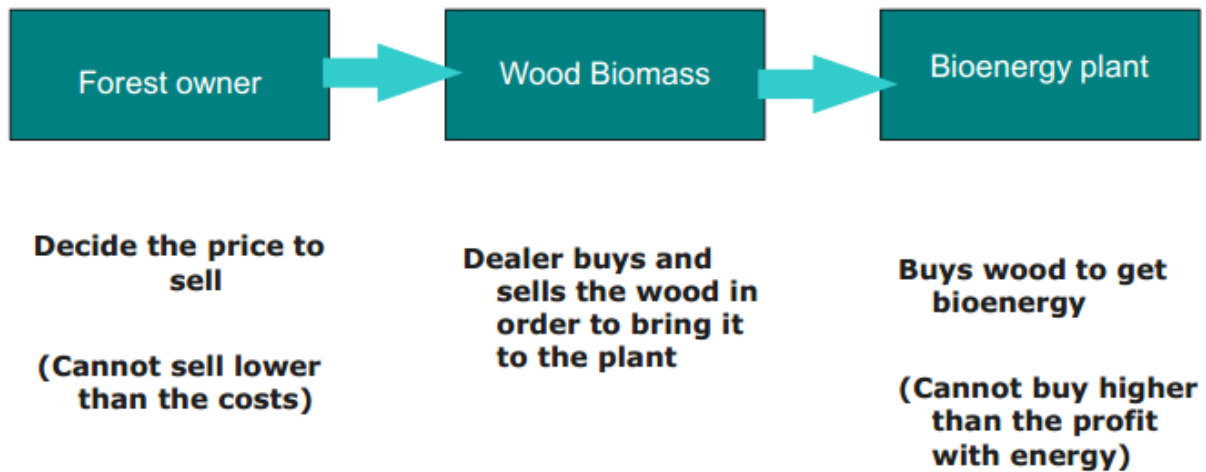 Forest owner
Wood Biomass
Bioenergy plant
Decide the price to
sell
(Cannot sell lower
than the costs)
Dealer buys and
sells the wood in
order to bring it
to the plant
Buys wood to get
bioenergy
(Cannot buy higher
than the profit
with energy)